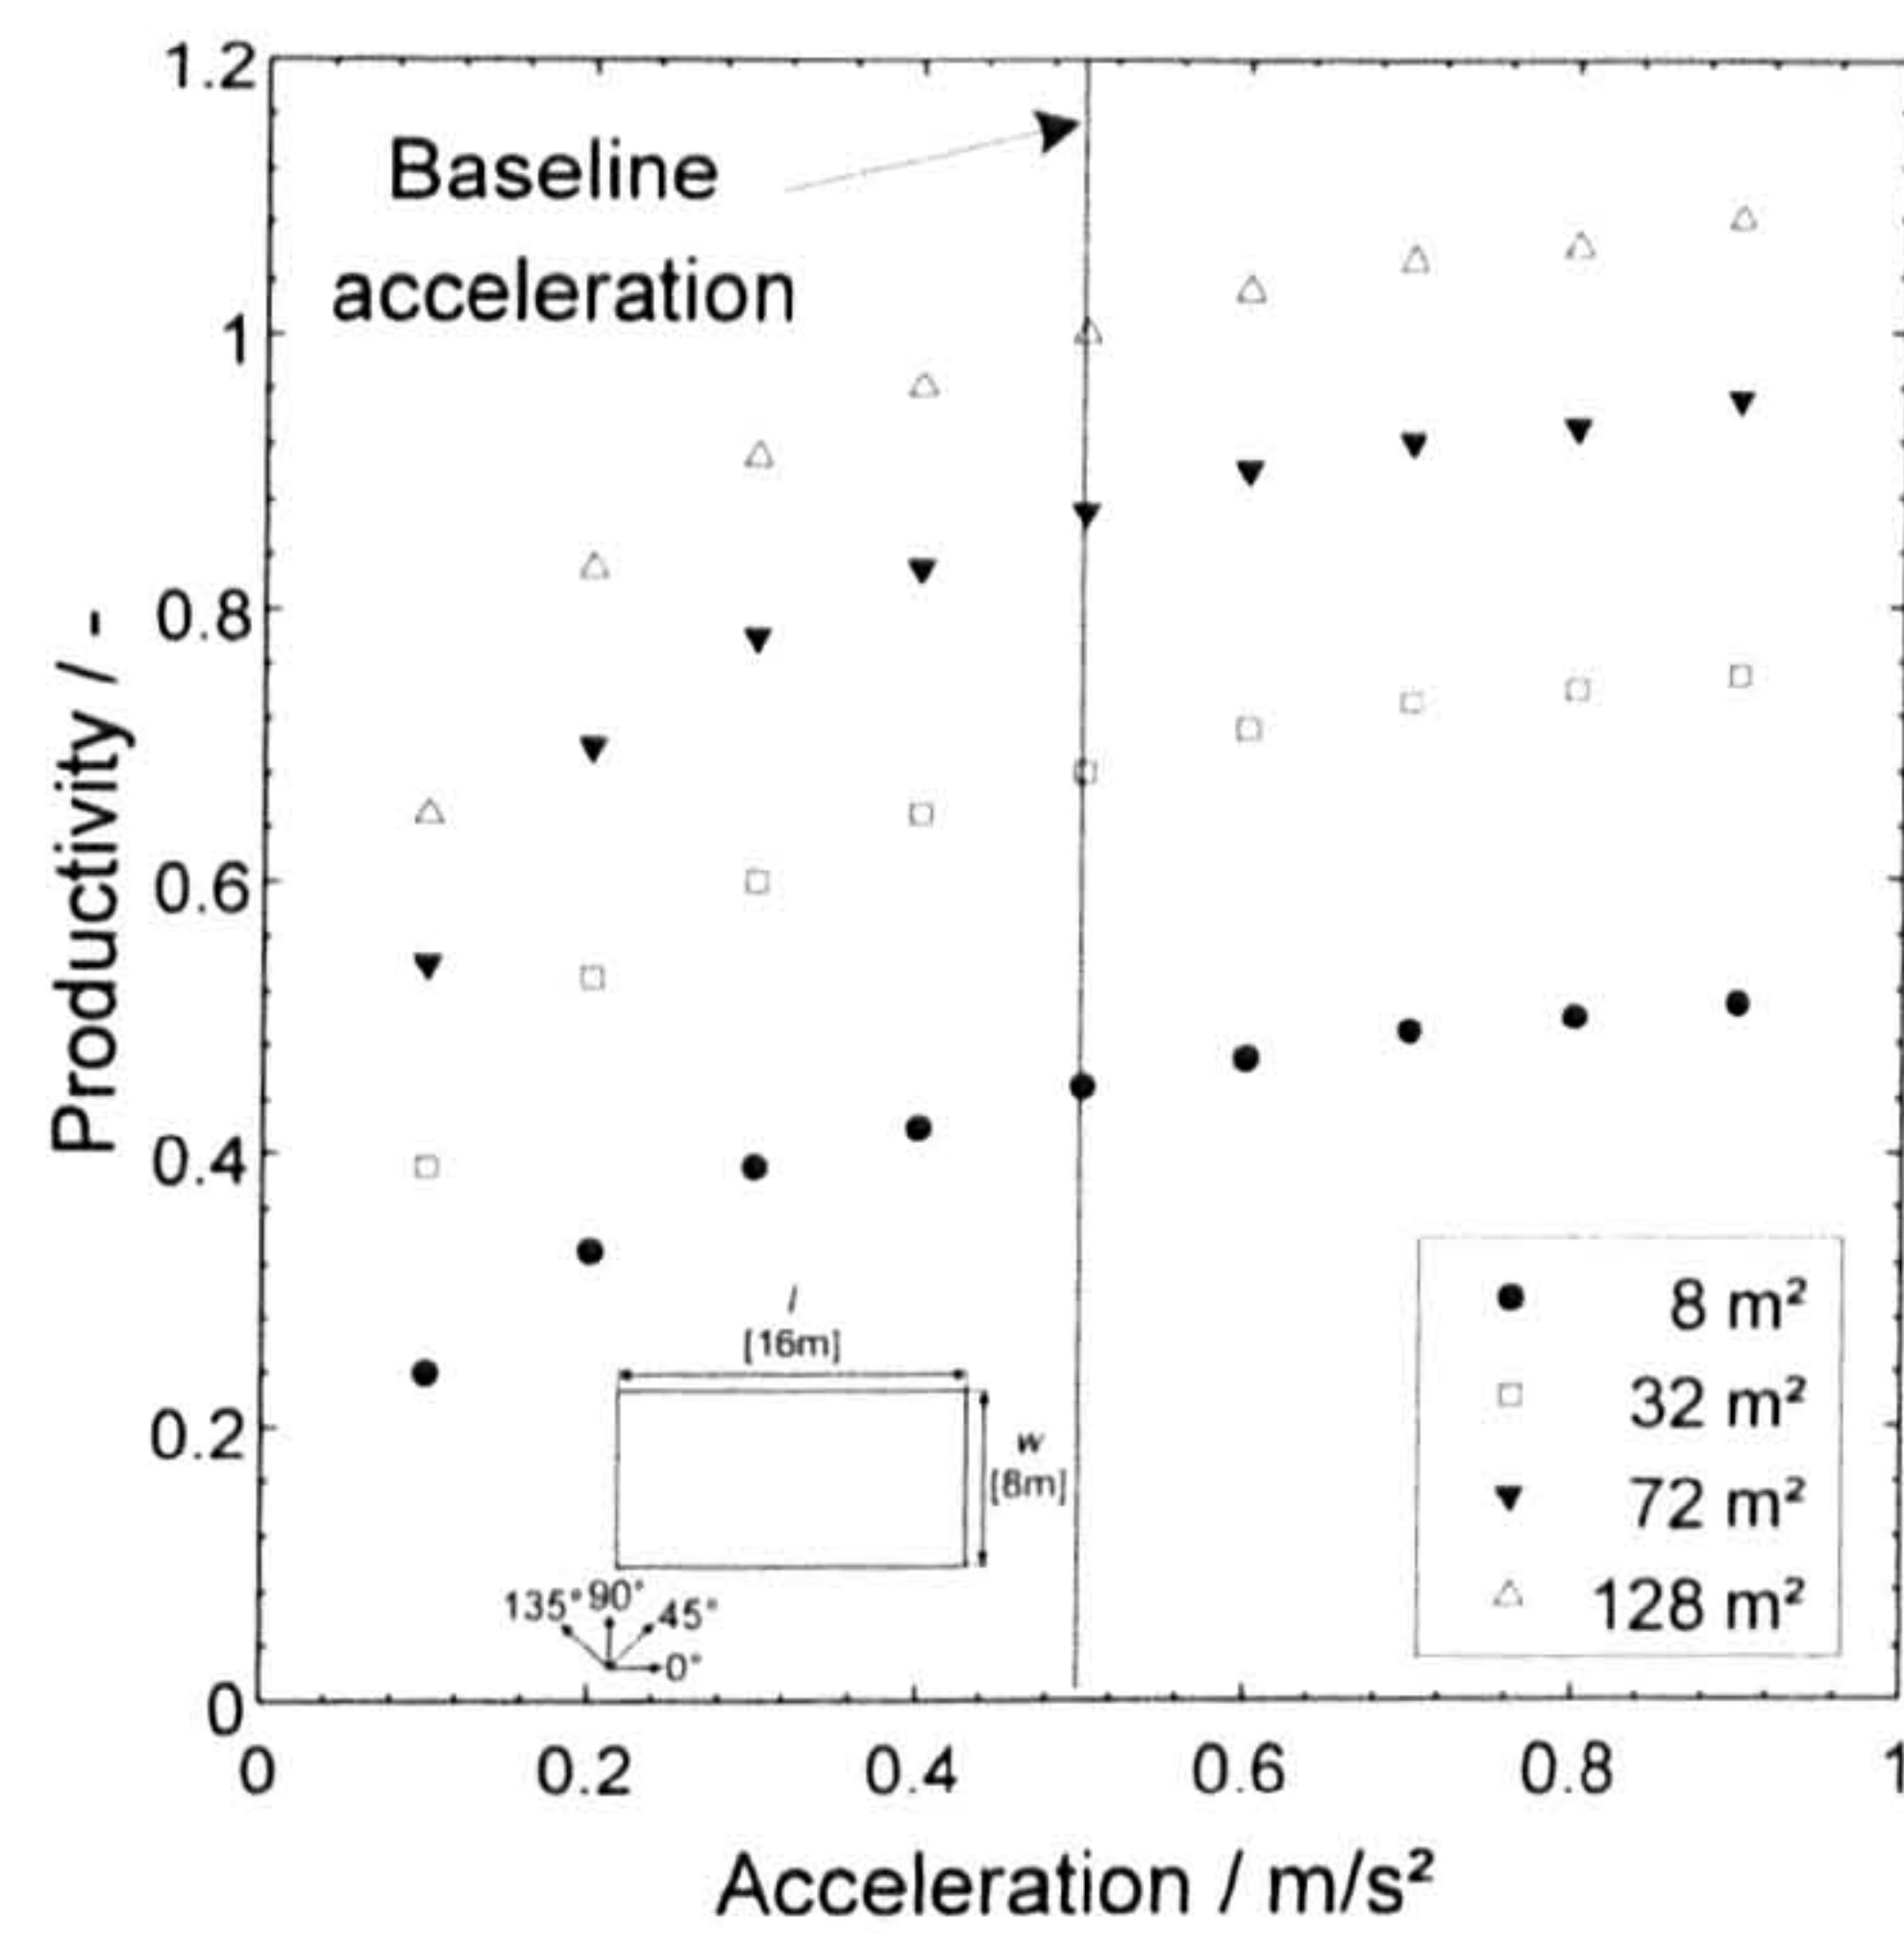 1.2
Baseline
acceleration
1
0.8
0.6
0.4
0.2
0
Productivity / -
l
[16m]
w
[8m]
135° 90° 45°
0°
8 m²
32 m²
72 m²
128 m²
0 0.2 0.4 0.6 0.8 1
Acceleration / m/s²